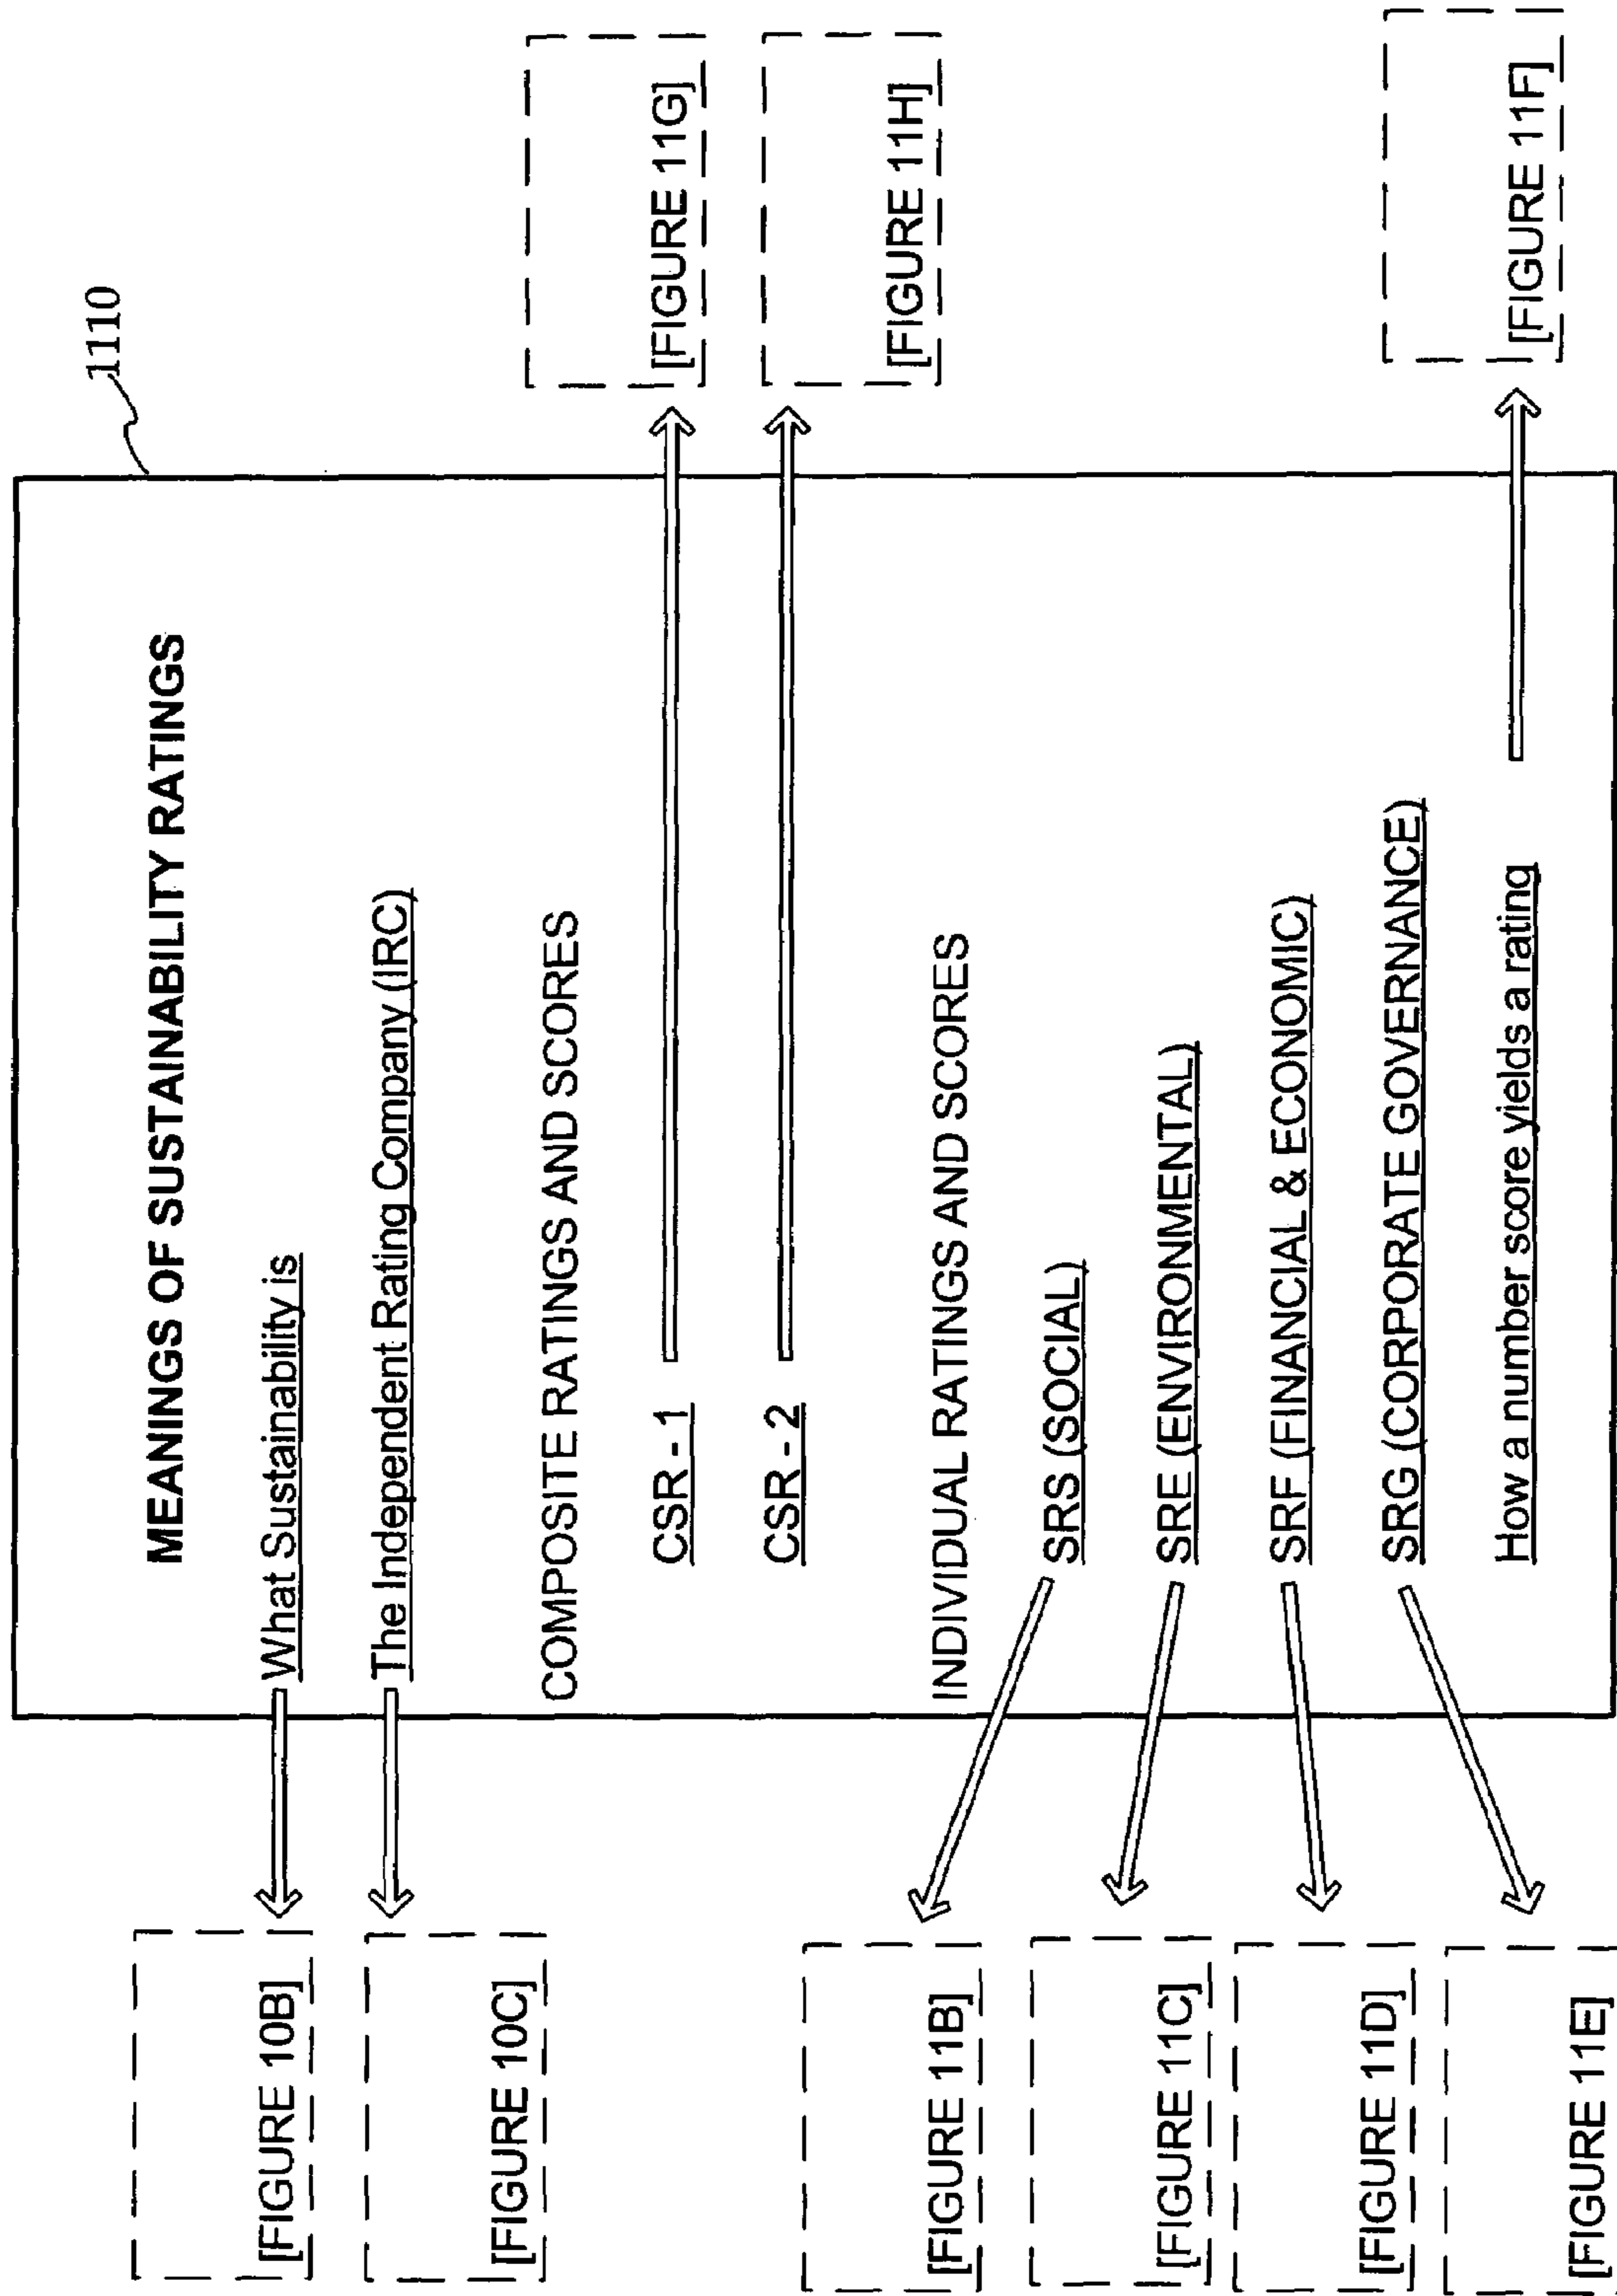 1110
MEANINGS OF SUSTAINABILITY RATINGS
What Sustainability is
[FIGURE 10B]
The Independent Rating Company (IRC)
[FIGURE 10C]
COMPOSITE RATINGS AND SCORES
CSR - 1
[FIGURE 11G]
CSR - 2
[FIGURE 11H]
INDIVIDUAL RATINGS AND SCORES
SRS (SOCIAL)
[FIGURE 11B]
SRE (ENVIRONMENTAL)
[FIGURE 11C]
SRF (FINANCIAL & ECONOMIC)
[FIGURE 11D]
SRG (CORPORATE GOVERNANCE)
[FIGURE 11E]
How a number score yields a rating
[FIGURE 11F]